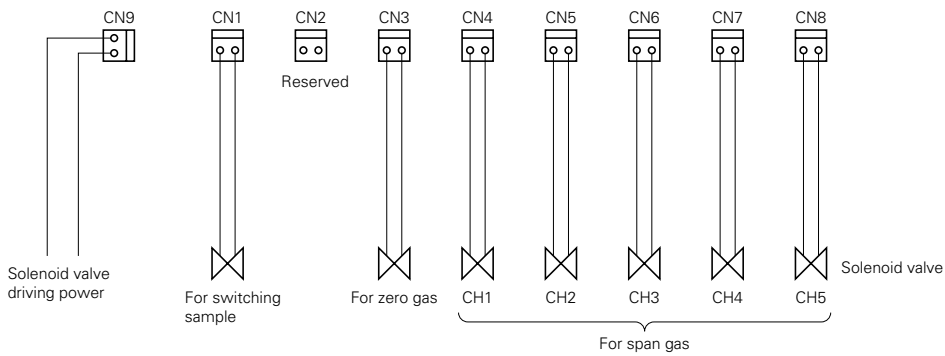 CN9 CN1 CN2 CN3 CN4 CN5 CN6 CN7 CN8
Reserved
Solenoid valve
driving power
For switching
sample
For zero gas
CH1 CH2 CH3 CH4 CH5
Solenoid valve
For span gas